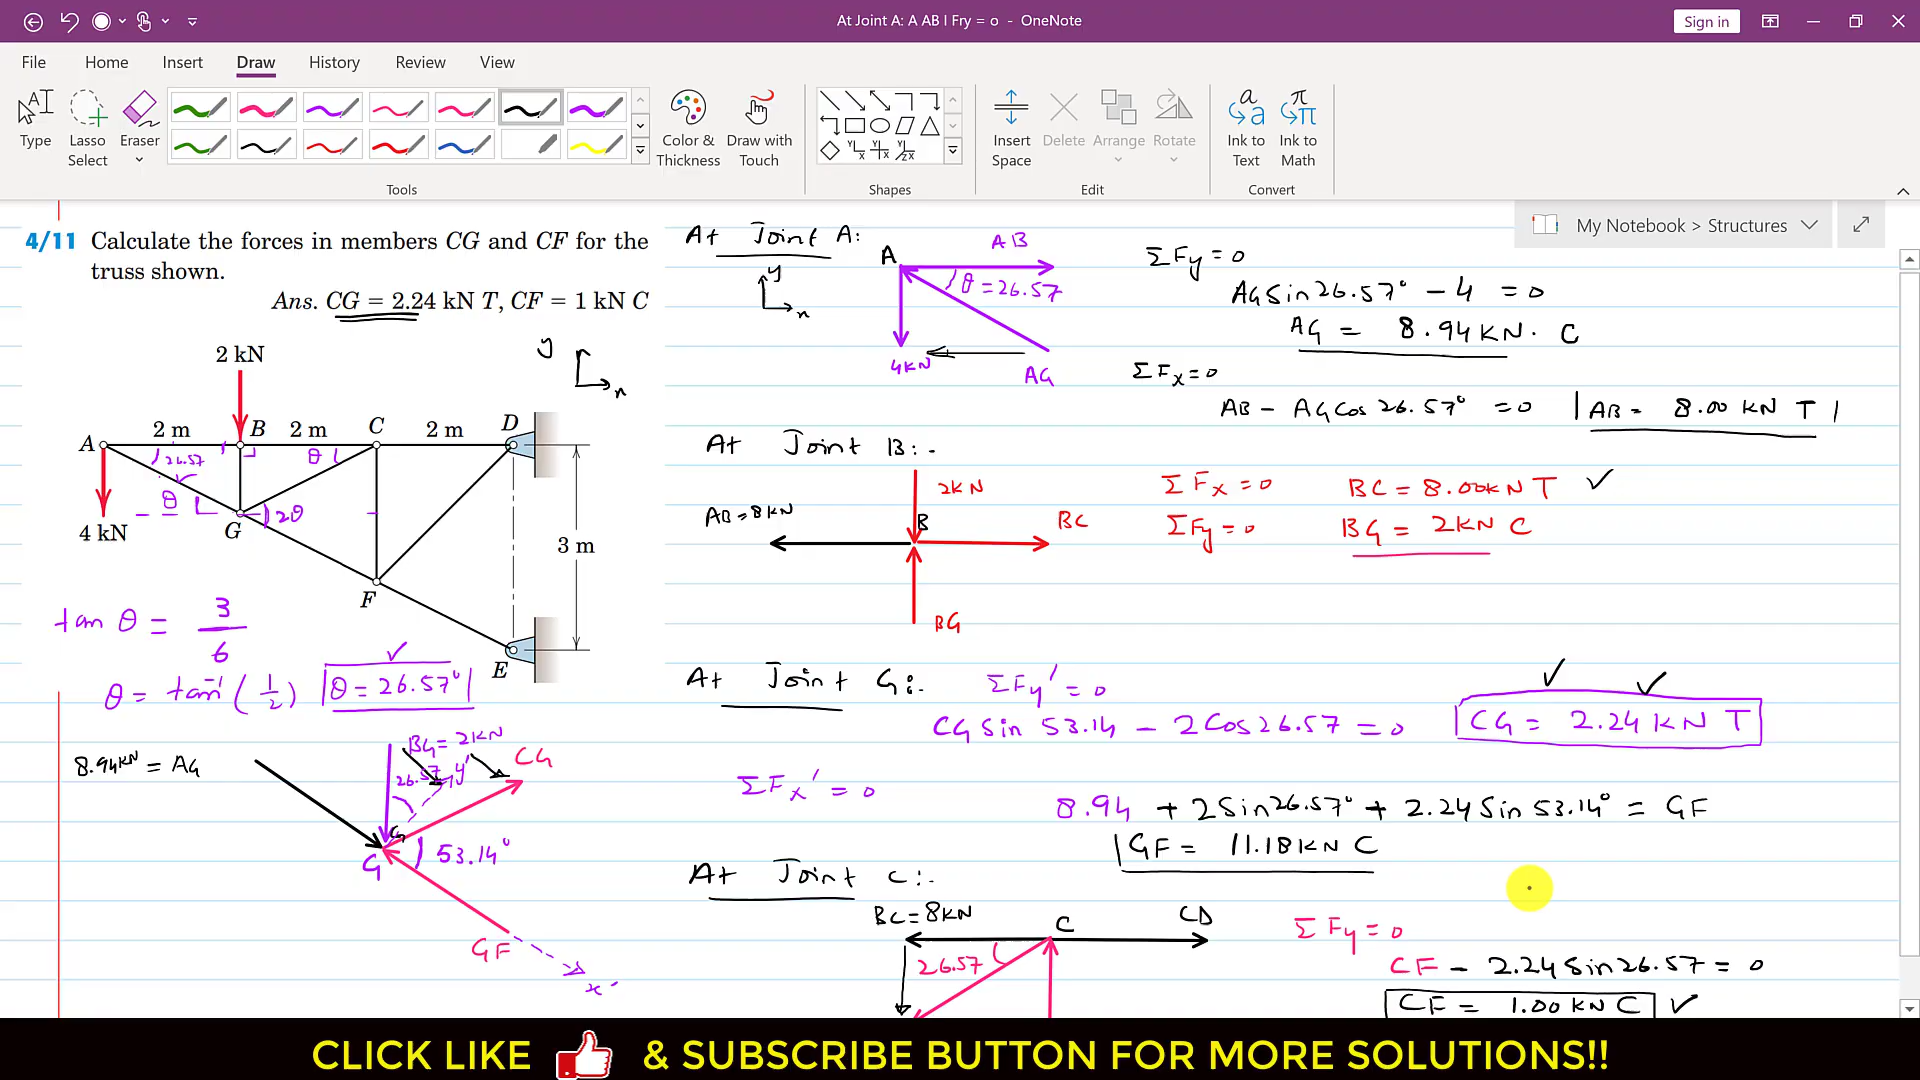 At Joint A: A AB I Fry = o - OneNote
Sign in
File Home Insert Draw History Review View
Type
Lasso Select
Eraser
Color & Thickness
Draw with Touch
Insert Space
Delete
Arrange
Rotate
Ink to Text
Ink to Math
Tools
Shapes
Edit
Convert
My Notebook > Structures
4/11 Calculate the forces in members CG and CF for the
truss shown.
Ans. CG = 2.24 kN T, CF = 1 kN C
y
x
2 kN
A 2 m B 2 m C 2 m D
26.57
θ
θ
4 kN
G
2θ
3 m
F
E
tan θ = 3/6
θ = tan⁻¹ (1/2) θ = 26.57°
8.94kN = AG
BG = 2kN
26.57
y'
CG
G
G
53.14°
GF
x'
At Joint A:
y
x
A
AB
θ = 26.57
4KN
AG
ΣFy = 0
AG Sin 26.57° - 4 = 0
AG = 8.94 KN. C
ΣFx = 0
AB - AG Cos 26.57° = 0 AB = 8.00 KN T
At Joint B:-
2KN
AB = 8KN
B
BC
BG
ΣFx = 0 BC = 8.00KN T ✓
ΣFy = 0 BG = 2KN C
At Joint G:-
ΣFy' = 0
CG Sin 53.14 - 2 Cos 26.57 = 0 CG = 2.24 KN T
ΣFx' = 0
8.94 + 2 Sin 26.57° + 2.24 Sin 53.14° = GF
GF = 11.18 KN C
At Joint C:-
BC = 8KN
C
CD
26.57
ΣFy = 0
CF - 2.24 Sin 26.57 = 0
CF = 1.00 KN C ✓
CLICK LIKE & SUBSCRIBE BUTTON FOR MORE SOLUTIONS!!